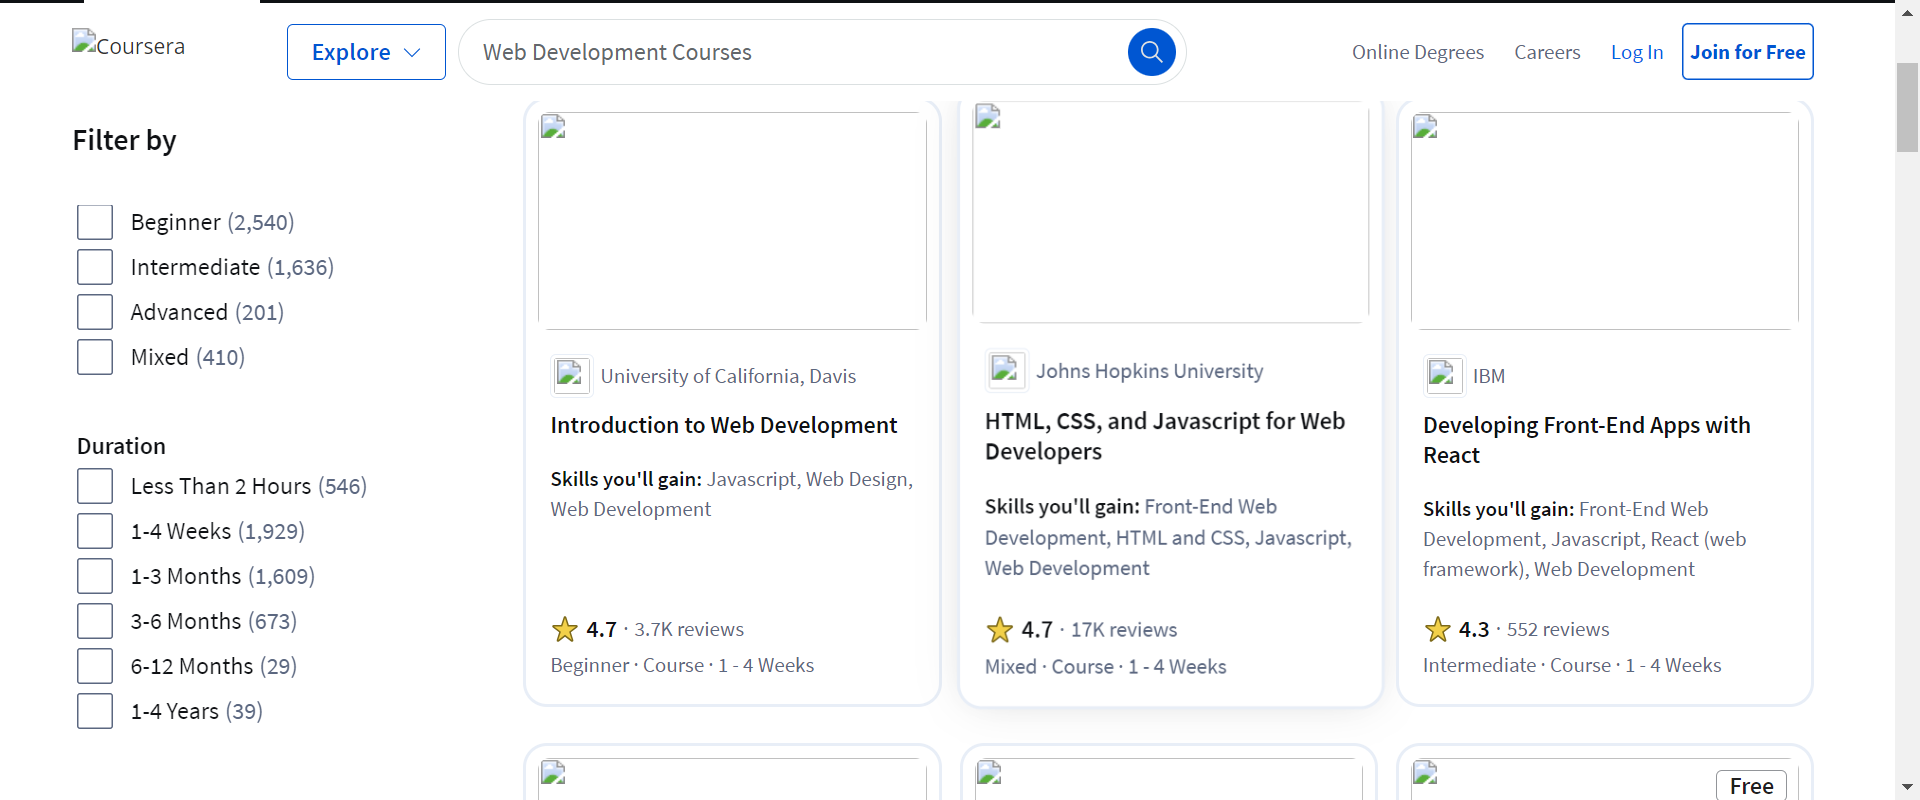 Coursera
Explore
Web Development Courses
Online Degrees
Careers
Log In
Join for Free
Filter by
Beginner (2,540)
Intermediate (1,636)
Advanced (201)
Mixed (410)
Duration
Less Than 2 Hours (546)
1-4 Weeks (1,929)
1-3 Months (1,609)
3-6 Months (673)
6-12 Months (29)
1-4 Years (39)
University of California, Davis
Introduction to Web Development
Skills you'll gain: Javascript, Web Design,
Web Development
4.7 · 3.7K reviews
Beginner · Course · 1 - 4 Weeks
Johns Hopkins University
HTML, CSS, and Javascript for Web
Developers
Skills you'll gain: Front-End Web
Development, HTML and CSS, Javascript,
Web Development
4.7 · 17K reviews
Mixed · Course · 1 - 4 Weeks
IBM
Developing Front-End Apps with
React
Skills you'll gain: Front-End Web
Development, Javascript, React (web
framework), Web Development
4.3 · 552 reviews
Intermediate · Course · 1 - 4 Weeks
Free